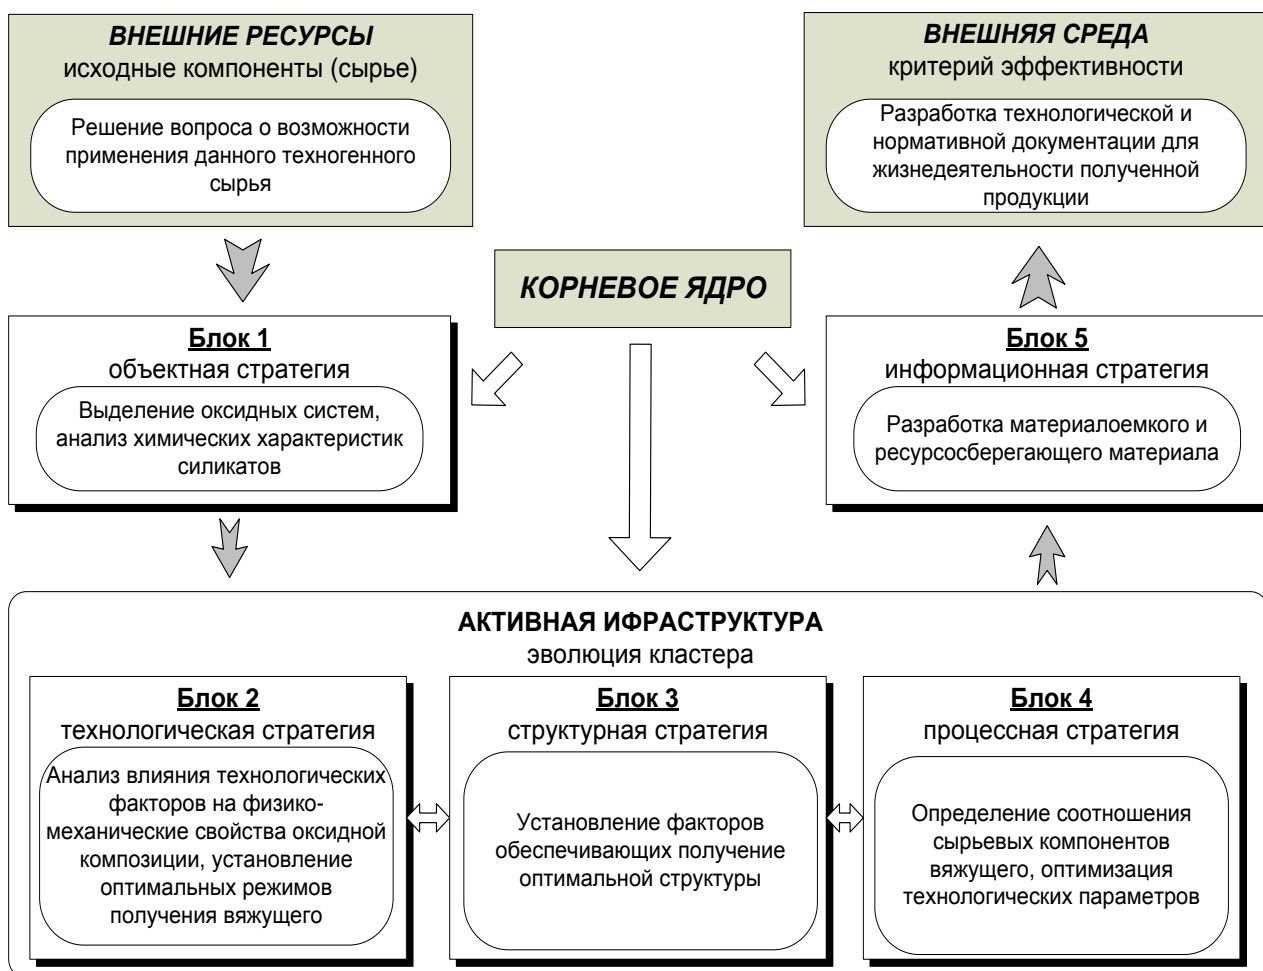 ВНЕШНИЕ РЕСУРСЫ
исходные компоненты (сырье)
Решение вопроса о возможности
применения данного техногенного
сырья
ВНЕШНЯЯ СРЕДА
критерий эффективности
Разработка технологической и
нормативной документации для
жизнедеятельности полученной
продукции
КОРНЕВОЕ ЯДРО
Блок 1
объектная стратегия
Выделение оксидных систем,
анализ химических характеристик
силикатов
Блок 5
информационная стратегия
Разработка материалоемкого и
ресурсосберегающего материала
АКТИВНАЯ ИФРАСТРУКТУРА
эволюция кластера
Блок 2
технологическая стратегия
Анализ влияния технологических
факторов на физико-
механические свойства оксидной
композиции, установление
оптимальных режимов
получения вяжущего
Блок 3
структурная стратегия
Установление факторов
обеспечивающих получение
оптимальной структуры
Блок 4
процессная стратегия
Определение соотношения
сырьевых компонентов
вяжущего, оптимизация
технологических параметров